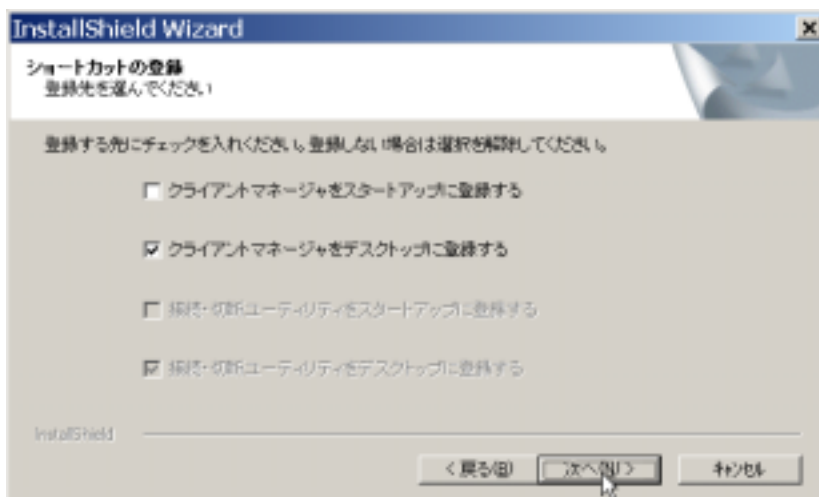 InstallShield Wizard
ショートカットの登録
登録先を選んでください
登録する先にチェックを入れください。登録しない場合は選択を解除してください。
クライアントマネージャをスタートアップに登録する
クライアントマネージャをデスクトップに登録する
接続・切断ユーティリティをスタートアップに登録する
接続・切断ユーティリティをデスクトップに登録する
InstallShield
< 戻る(B) 次へ(N) > キャンセル